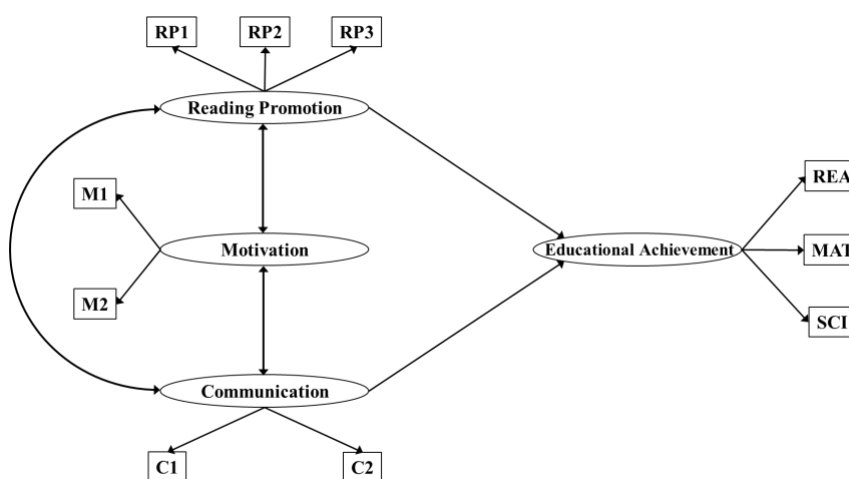 RP1 RP2 RP3
Reading Promotion
M1
REA
Motivation
Educational Achievement
MAT
M2
SCI
Communication
C1 C2